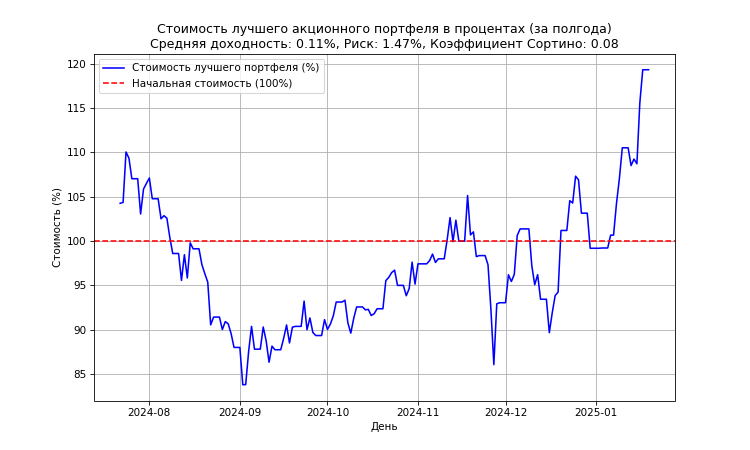 Стоимость лучшего акционного портфеля в процентах (за полгода)
Средняя доходность: 0.11%, Риск: 1.47%, Коэффициент Сортино: 0.08
Стоимость лучшего портфеля (%)
Начальная стоимость (100%)
120
115
110
105
100
95
90
85
Стоимость (%)
2024-08
2024-09
2024-10
2024-11
2024-12
2025-01
День